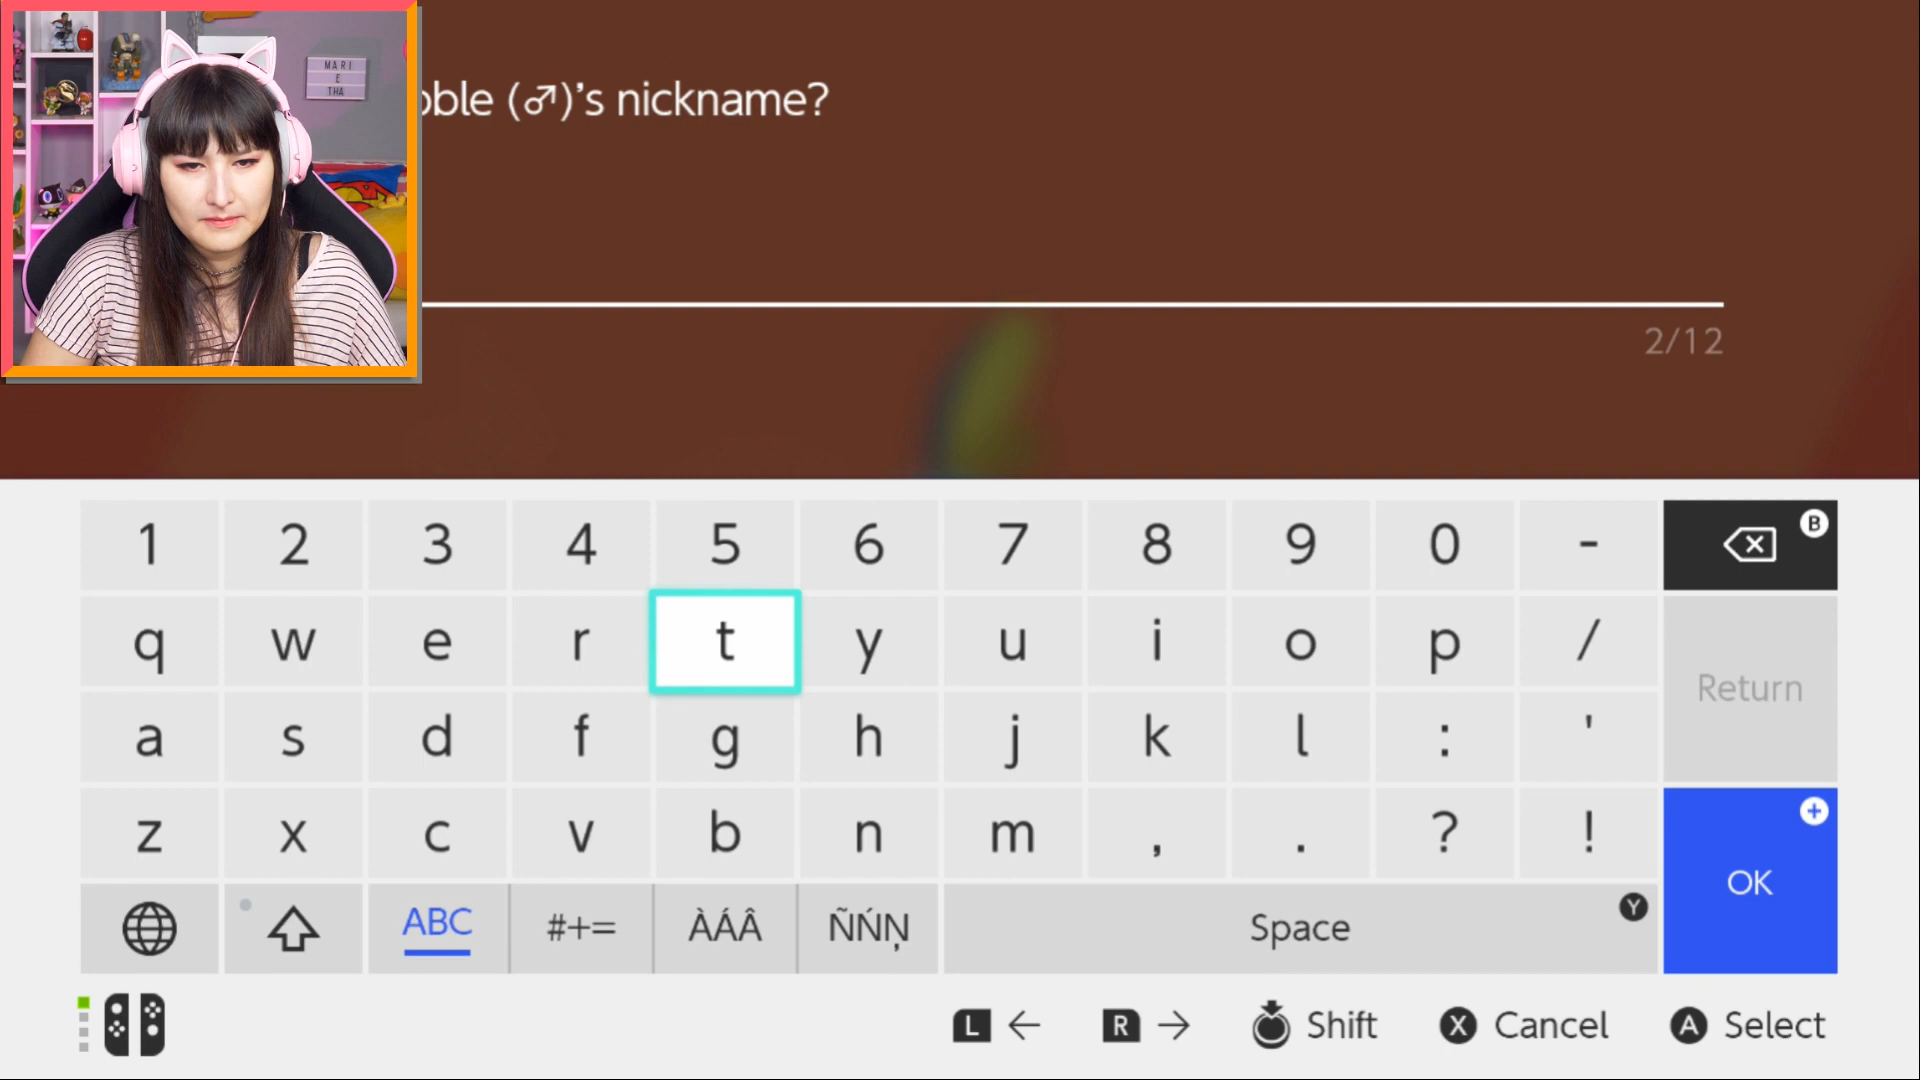 MARI
E
THA
oble (♂)'s nickname?
2/12
1 2 3 4 5 6 7 8 9 0 -
B
q w e r t y u i o p /
Return
a s d f g h j k l : '
z x c v b n m , . ? !
+
OK
ABC #+= ÀÁÂ ÑŃŅ Space Y
L ← R → Shift X Cancel A Select